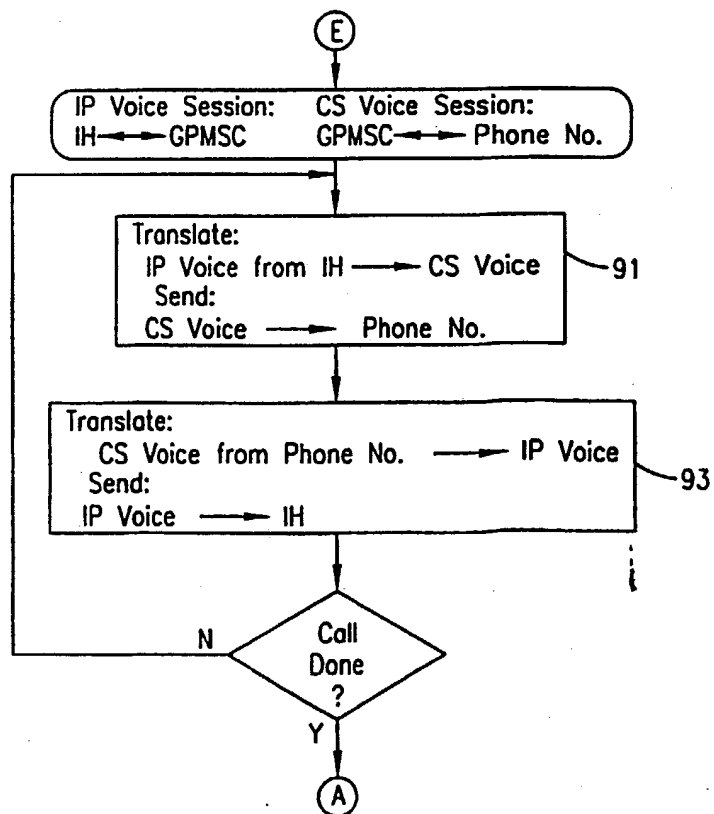 E
IP Voice Session: CS Voice Session:
IH GPMSC GPMSC Phone No.
Translate:
IP Voice from IH CS Voice
Send:
CS Voice Phone No.
91
Translate:
CS Voice from Phone No. IP Voice
Send:
IP Voice IH
93
Call
Done
?
N
Y
A